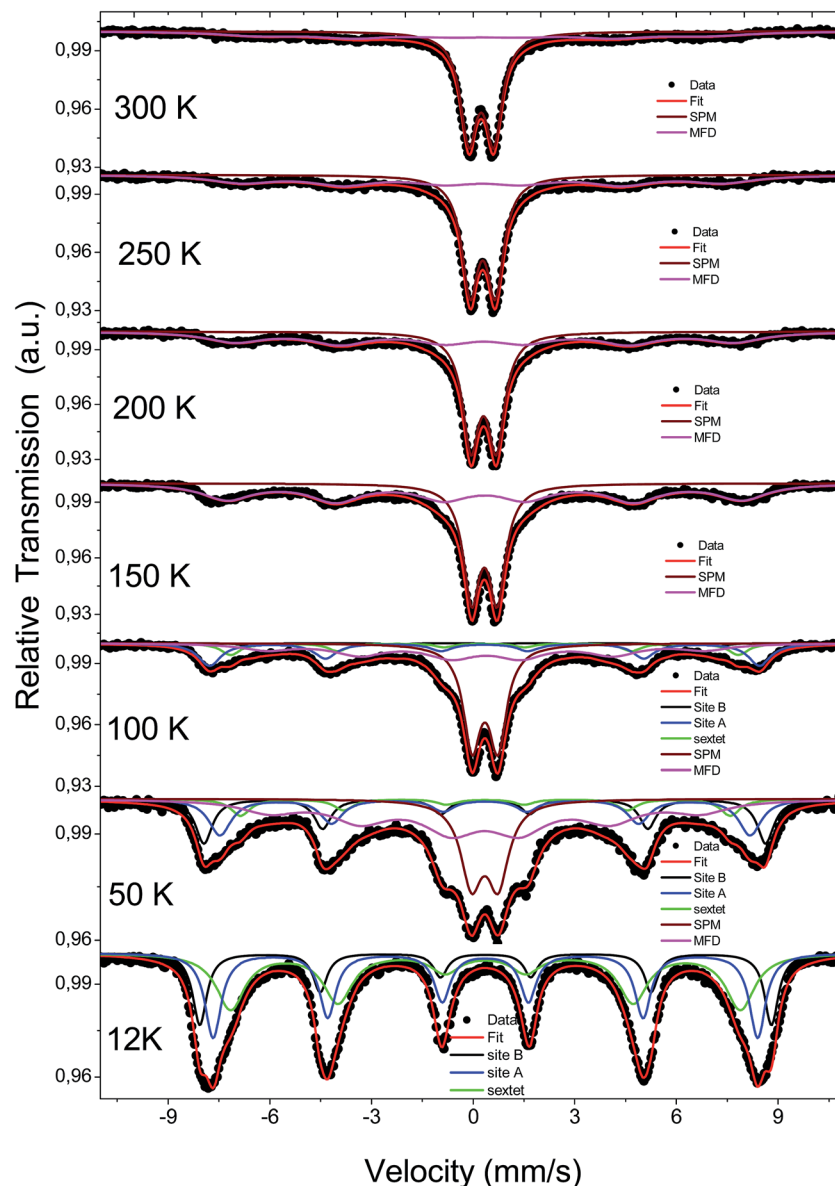 Relative Transmission (a.u.)
0,99
0,96
0,93
300 K
Data
Fit
SPM
MFD
0,99
0,96
0,93
250 K
Data
Fit
SPM
MFD
0,99
0,96
0,93
200 K
Data
Fit
SPM
MFD
0,99
0,96
0,93
150 K
Data
Fit
SPM
MFD
0,99
0,96
0,93
100 K
Data
Fit
Site B
Site A
sextet
SPM
MFD
0,99
0,96
50 K
Data
Fit
Site B
Site A
sextet
SPM
MFD
0,99
0,96
12K
Data
Fit
site B
site A
sextet
-9 -6 -3 0 3 6 9
Velocity (mm/s)